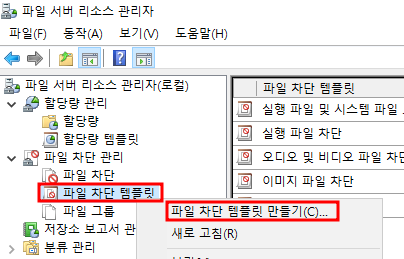 파일 서버 리소스 관리자
파일(F) 동작(A) 보기(V) 도움말(H)
파일 서버 리소스 관리자(로컬)
할당량 관리
할당량
할당량 템플릿
파일 차단 관리
파일 차단
파일 차단 템플릿
파일 그룹
저장소 보고서 관
분류 관리
파일 차단 템플릿
실행 파일 및 시스템 파일
실행 파일 차단
오디오 및 비디오 파일 차단
이미지 파일 차단
파일 차단 템플릿 만들기(C)...
새로 고침(R)